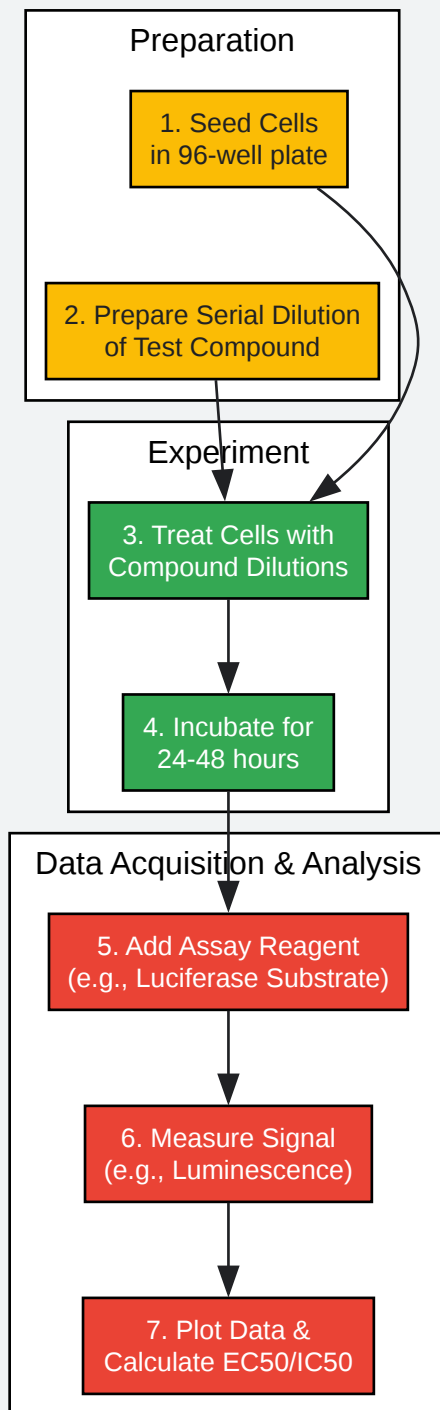 Preparation
1. Seed Cells
in 96-well plate
2. Prepare Serial Dilution
of Test Compound
Experiment
3. Treat Cells with
Compound Dilutions
4. Incubate for
24-48 hours
Data Acquisition & Analysis
5. Add Assay Reagent
(e.g., Luciferase Substrate)
6. Measure Signal
(e.g., Luminescence)
7. Plot Data &
Calculate EC50/IC50